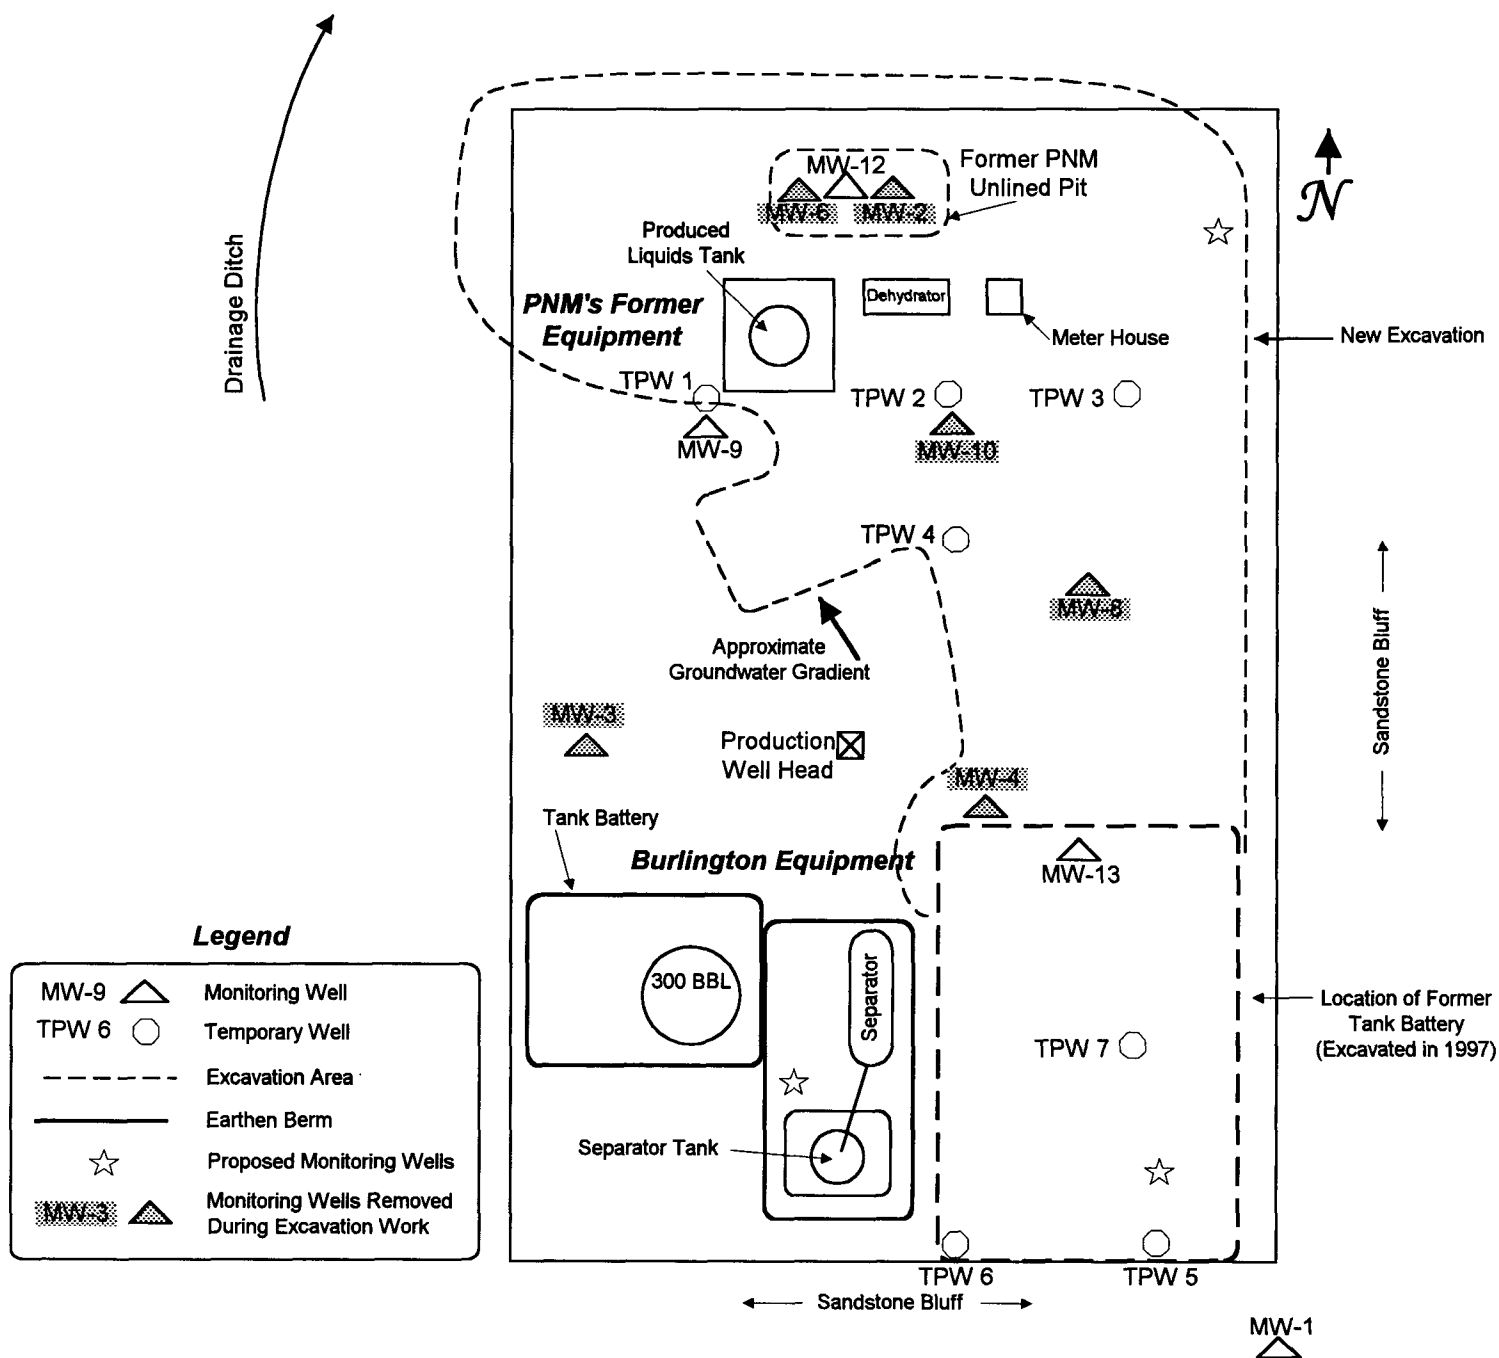 MW-12
MW-6
MW-2
Former PNM
Unlined Pit
N
Produced
Liquids Tank
Drainage Ditch
PNM's Former
Equipment
Dehydrator
Meter House
New Excavation
TPW 1
TPW 2
TPW 3
MW-9
MW-10
TPW 4
MW-8
Sandstone Bluff
Approximate
Groundwater Gradient
MW-3
Production
Well Head
MW-4
Tank Battery
Burlington Equipment
MW-13
300 BBL
Separator
Location of Former
Tank Battery
(Excavated in 1997)
TPW 7
Separator Tank
TPW 6
TPW 5
Sandstone Bluff
MW-1
Legend
MW-9 Monitoring Well
TPW 6 Temporary Well
Excavation Area
Earthen Berm
Proposed Monitoring Wells
MW-3 Monitoring Wells Removed
During Excavation Work